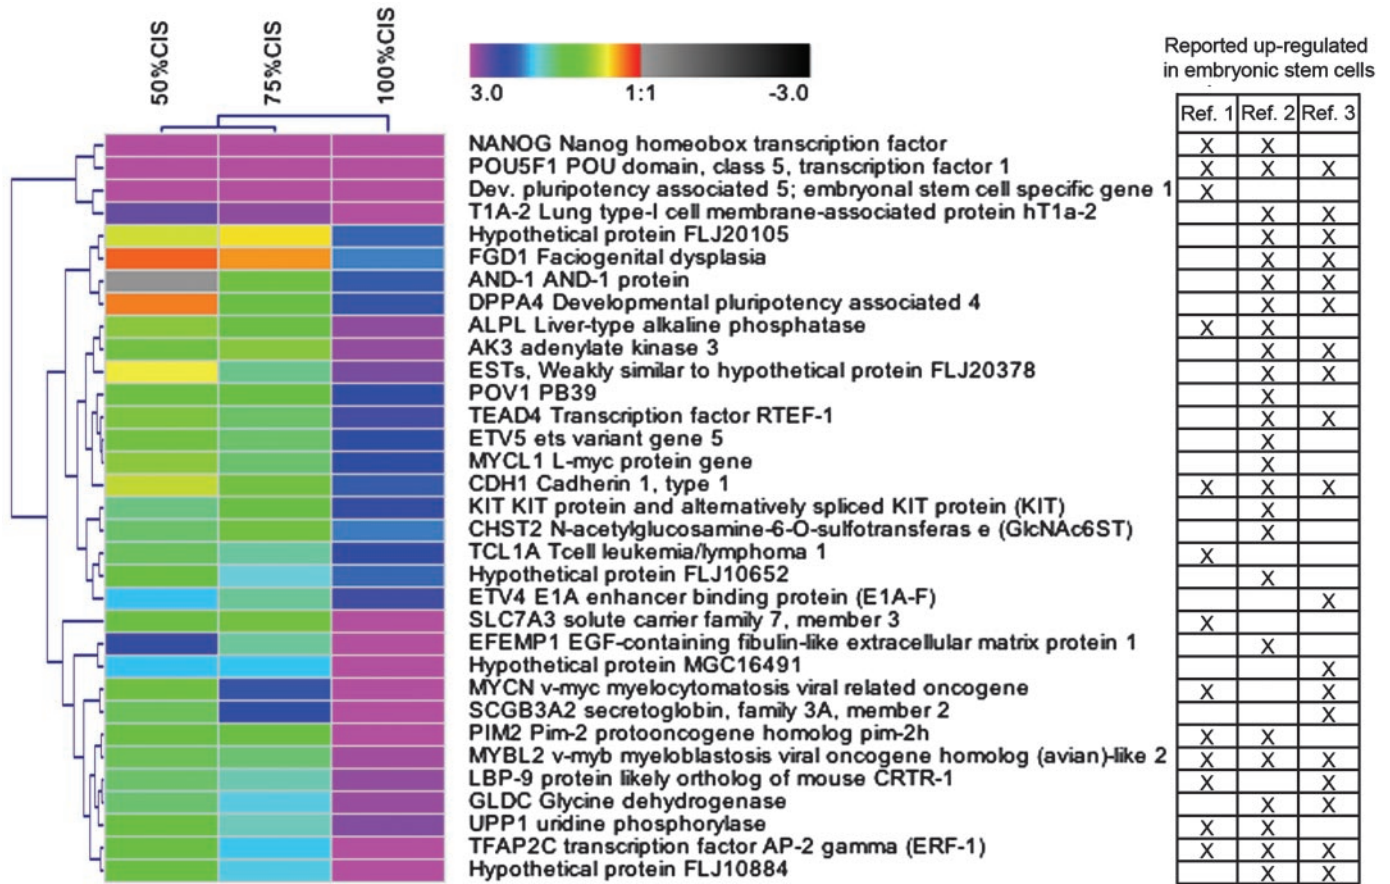 50%CIS 75%CIS 100%CIS
3.0 1:1 -3.0
Reported up-regulated
in embryonic stem cells
Ref. 1 Ref. 2 Ref. 3
NANOG Nanog homeobox transcription factor X X
POU5F1 POU domain, class 5, transcription factor 1 X X X
Dev. pluripotency associated 5; embryonal stem cell specific gene 1 X
T1A-2 Lung type-I cell membrane-associated protein hT1a-2 X X
Hypothetical protein FLJ20105 X X
FGD1 Faciogenital dysplasia X X
AND-1 AND-1 protein X X
DPPA4 Developmental pluripotency associated 4 X X
ALPL Liver-type alkaline phosphatase X X
AK3 adenylate kinase 3 X X
ESTs, Weakly similar to hypothetical protein FLJ20378 X X
POV1 PB39 X
TEAD4 Transcription factor RTEF-1 X X
ETV5 ets variant gene 5 X
MYCL1 L-myc protein gene X
CDH1 Cadherin 1, type 1 X X X
KIT KIT protein and alternatively spliced KIT protein (KIT) X
CHST2 N-acetylglucosamine-6-O-sulfotransferas e (GlcNAc6ST) X
TCL1A Tcell leukemia/lymphoma 1 X
Hypothetical protein FLJ10652 X
ETV4 E1A enhancer binding protein (E1A-F) X
SLC7A3 solute carrier family 7, member 3 X
EFEMP1 EGF-containing fibulin-like extracellular matrix protein 1 X
Hypothetical protein MGC16491 X
MYCN v-myc myelocytomatosis viral related oncogene X X
SCGB3A2 secretoglobin, family 3A, member 2 X
PIM2 Pim-2 protooncogene homolog pim-2h X X
MYBL2 v-myb myeloblastosis viral oncogene homolog (avian)-like 2 X X X
LBP-9 protein likely ortholog of mouse CRTR-1 X X
GLDC Glycine dehydrogenase X X
UPP1 uridine phosphorylase X X
TFAP2C transcription factor AP-2 gamma (ERF-1) X X X
Hypothetical protein FLJ10884 X X